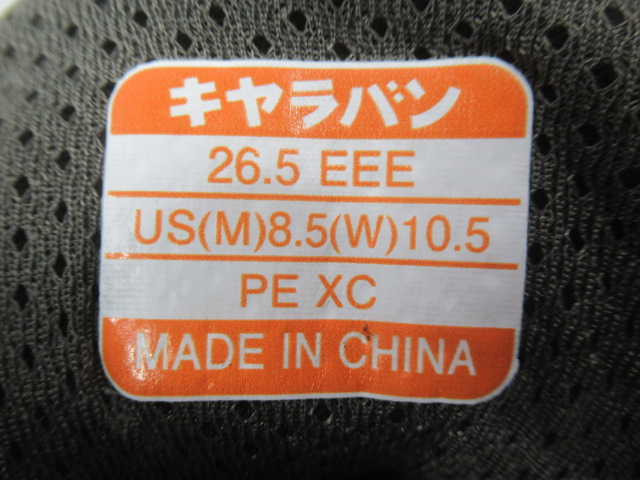 キャラバン
26.5 EEE
US(M)8.5(W)10.5
PE XC
MADE IN CHINA